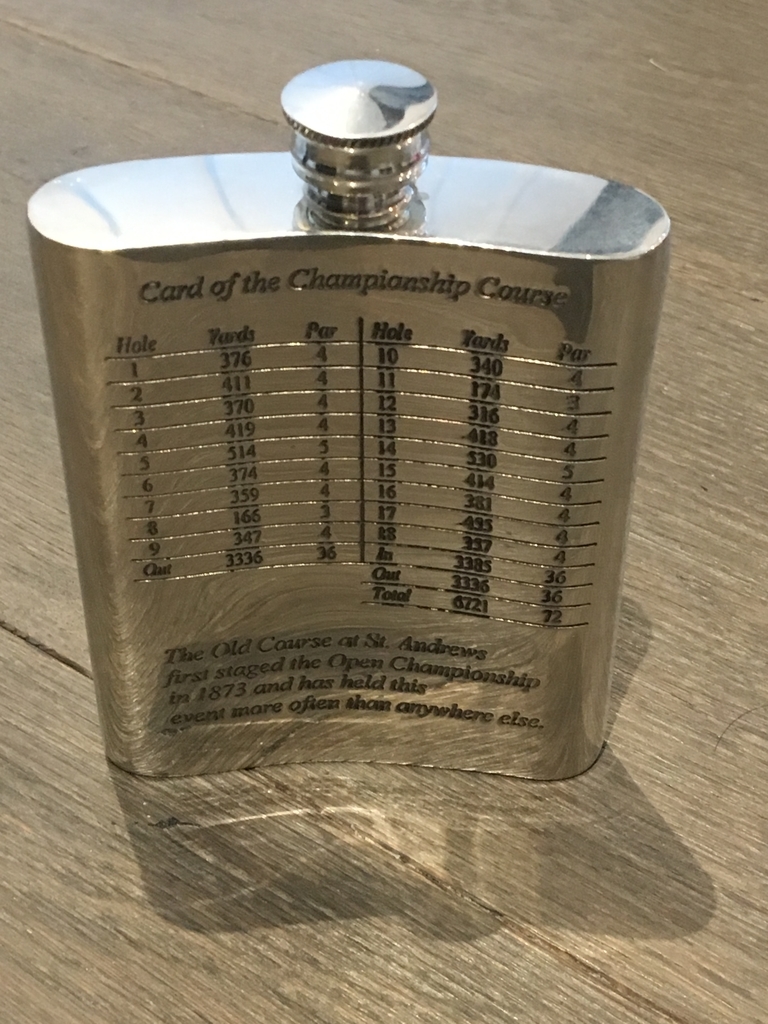 Card of the Championship Course
Hole Yards Par Hole Yards Par
1 376 4 10 340 4
2 411 4 11 174 3
3 370 4 12 316 4
4 419 4 13 418 4
5 514 5 14 530 5
6 374 4 15 414 4
7 359 4 16 381 4
8 166 3 17 495 4
9 347 4 18 357 4
Out 3336 36 In 3385 36
Out 3336 36
Total 6721 72
The Old Course at St. Andrews
first staged the Open Championship
in 1873 and has held this
event more often than anywhere else.